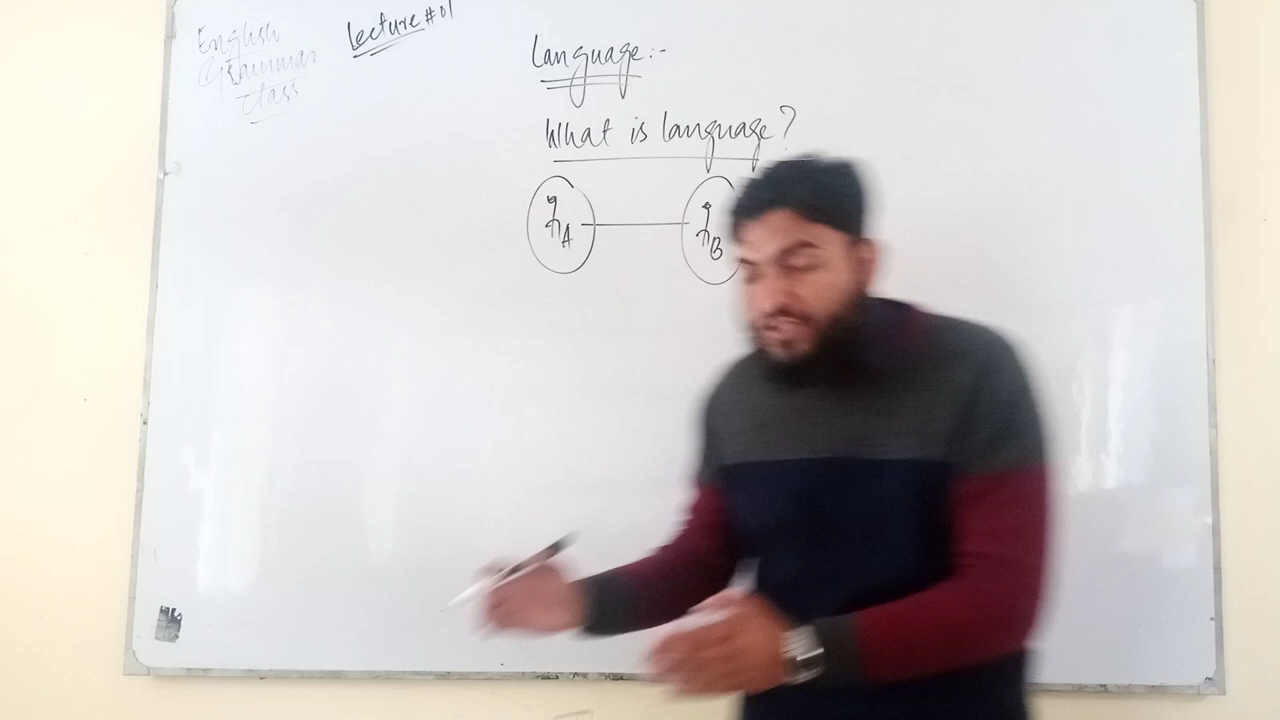 English
Grammar
Class
Lecture #01
Language:-
What is language?
A
B